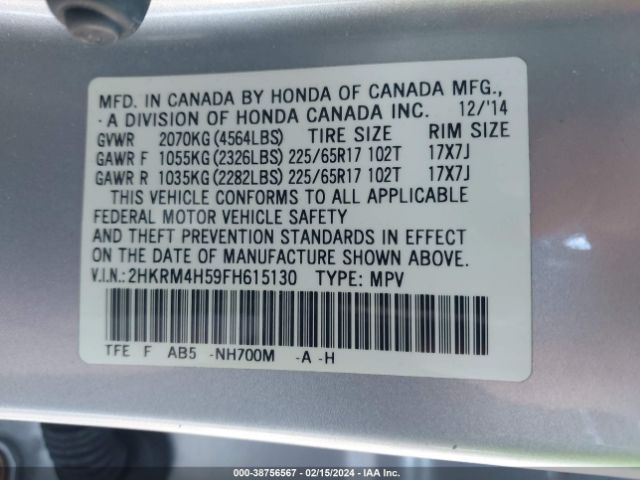 MFD. IN CANADA BY HONDA OF CANADA MFG.,
-A DIVISION OF HONDA CANADA INC. 12/'14
GVWR 2070KG(4564LBS) TIRE SIZE RIM SIZE
GAWR F 1055KG(2326LBS) 225/65R17 102T 17X7J
GAWR R 1035KG(2282LBS) 225/65R17 102T 17X7J
THIS VEHICLE CONFORMS TO ALL APPLICABLE
FEDERAL MOTOR VEHICLE SAFETY
AND THEFT PREVENTION STANDARDS IN EFFECT
ON THE DATE OF MANUFACTURE SHOWN ABOVE.
V.I.N.: 2HKRM4H59FH615130 TYPE: MPV
TFE F AB5 -NH700M -A -H
000-38756567 - 02/15/2024 - IAA Inc.